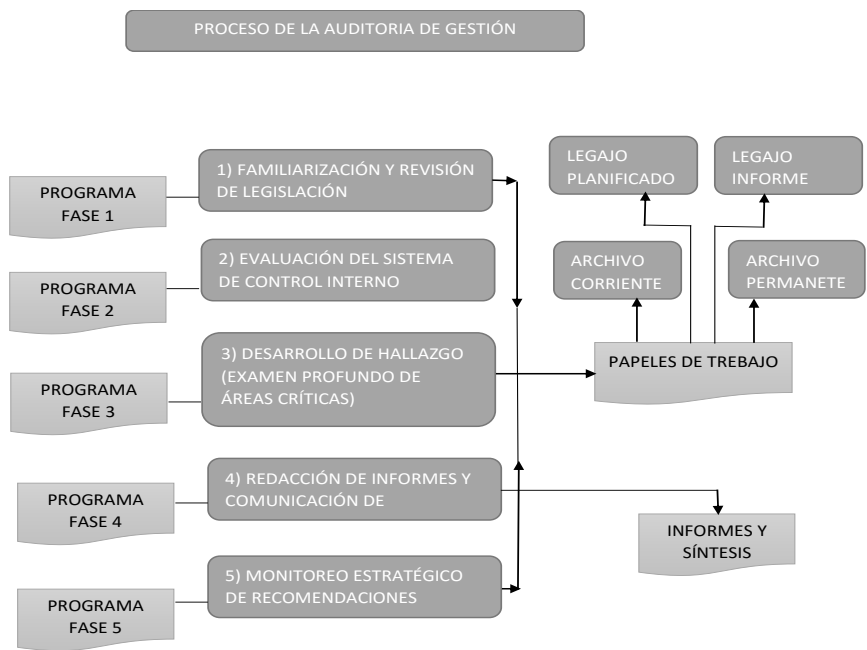 PROCESO DE LA AUDITORIA DE GESTIÓN
LEGAJO
PLANIFICADO
LEGAJO
INFORME
1) FAMILIARIZACIÓN Y REVISIÓN
DE LEGISLACIÓN
PROGRAMA
FASE 1
2) EVALUACIÓN DEL SISTEMA
DE CONTROL INTERNO
ARCHIVO
CORRIENTE
ARCHIVO
PERMANETE
PROGRAMA
FASE 2
3) DESARROLLO DE HALLAZGO
(EXAMEN PROFUNDO DE
ÁREAS CRÍTICAS)
PAPELES DE TREBAJO
PROGRAMA
FASE 3
4) REDACCIÓN DE INFORMES Y
COMUNICACIÓN DE
PROGRAMA
FASE 4
INFORMES Y
SÍNTESIS
5) MONITOREO ESTRATÉGICO
DE RECOMENDACIONES
PROGRAMA
FASE 5